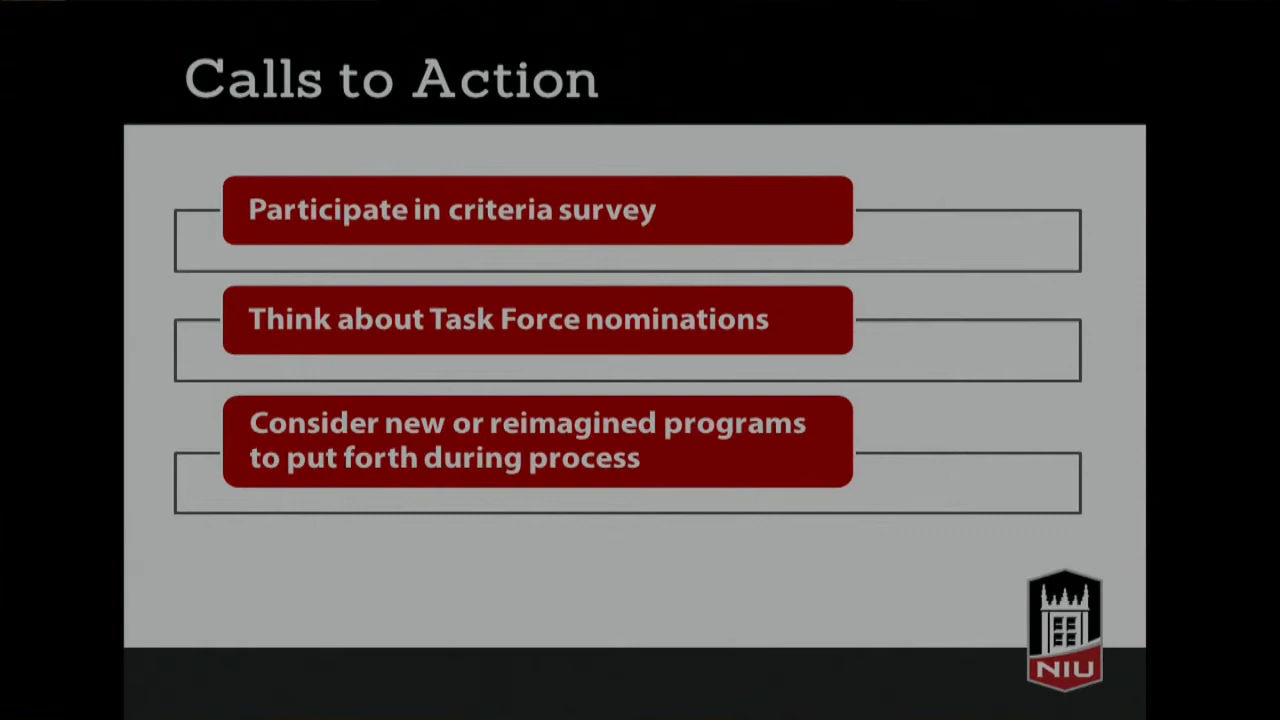 Calls to Action
Participate in criteria survey
Think about Task Force nominations
Consider new or reimagined programs
to put forth during process
NIU